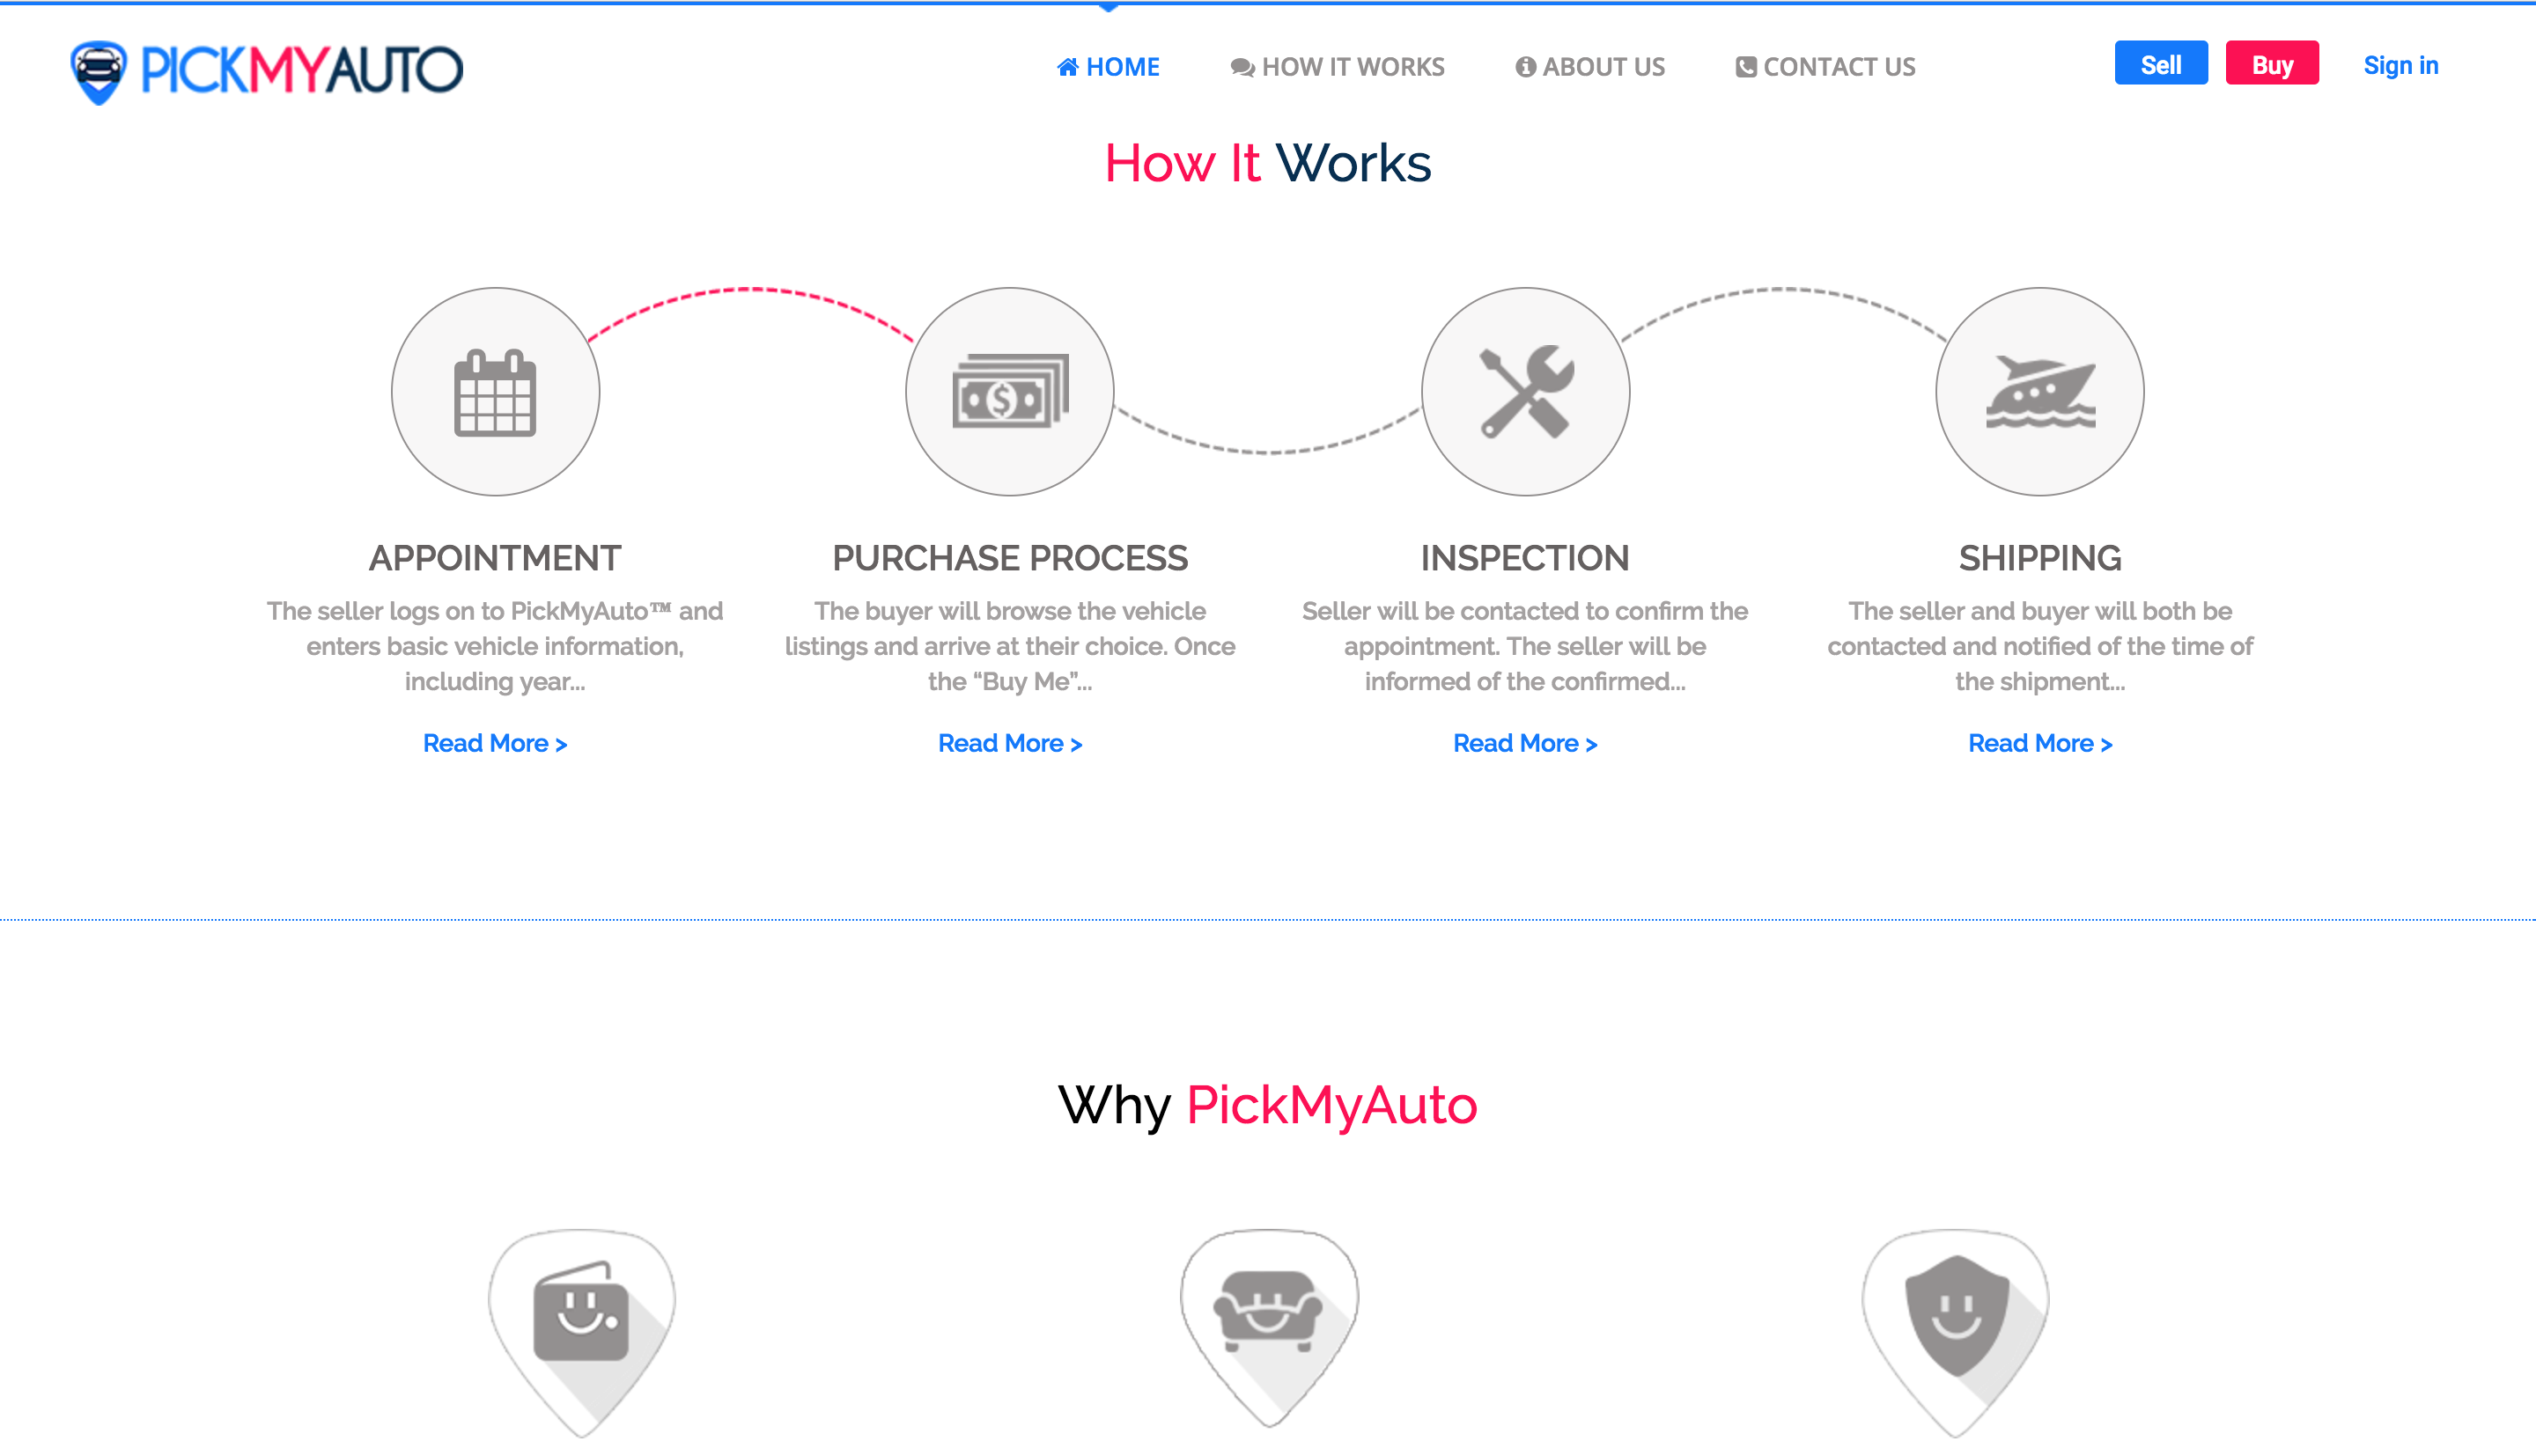 PICKMYAUTO
HOME
HOW IT WORKS
ABOUT US
CONTACT US
Sell
Buy
Sign in
How It Works
APPOINTMENT
The seller logs on to PickMyAuto™ and
enters basic vehicle information,
including year...
Read More >
PURCHASE PROCESS
The buyer will browse the vehicle
listings and arrive at their choice. Once
the “Buy Me”...
Read More >
INSPECTION
Seller will be contacted to confirm the
appointment. The seller will be
informed of the confirmed...
Read More >
SHIPPING
The seller and buyer will both be
contacted and notified of the time of
the shipment...
Read More >
Why PickMyAuto